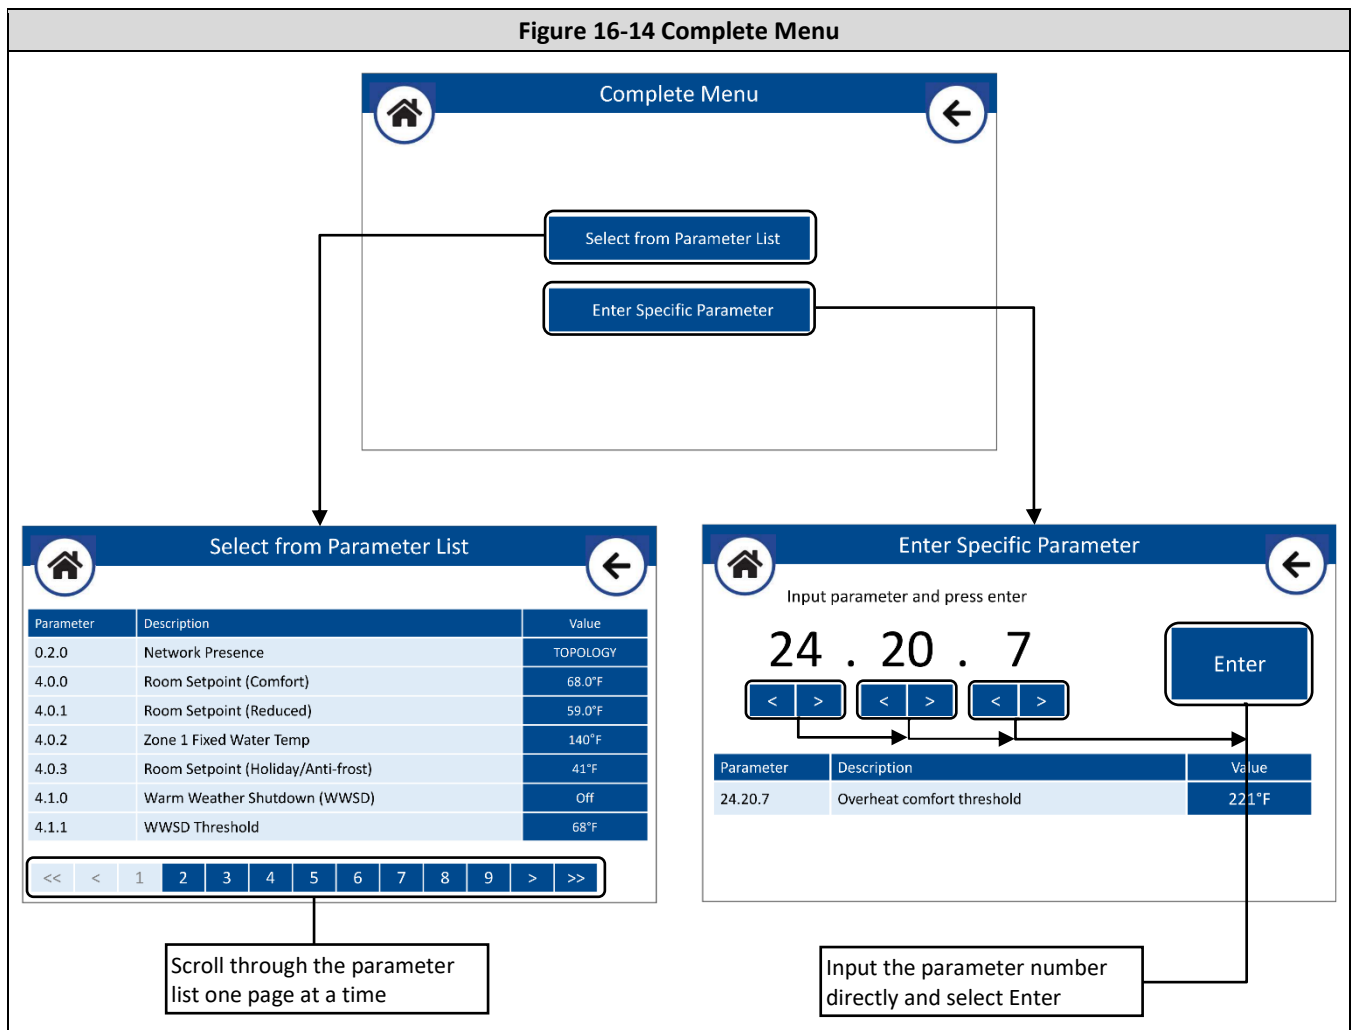 Figure 16-14 Complete Menu
Complete Menu
Select from Parameter List
Enter Specific Parameter
Select from Parameter List
Parameter Description Value
0.2.0 Network Presence TOPOLOGY
4.0.0 Room Setpoint (Comfort) 68.0°F
4.0.1 Room Setpoint (Reduced) 59.0°F
4.0.2 Zone 1 Fixed Water Temp 140°F
4.0.3 Room Setpoint (Holiday/Anti-frost) 41°F
4.1.0 Warm Weather Shutdown (WWSD) Off
4.1.1 WWSD Threshold 68°F
<< < 1 2 3 4 5 6 7 8 9 > >>
Scroll through the parameter
list one page at a time
Enter Specific Parameter
Input parameter and press enter
24 . 20 . 7
Enter
< > < > < >
Parameter Description Value
24.20.7 Overheat comfort threshold 221°F
Input the parameter number
directly and select Enter